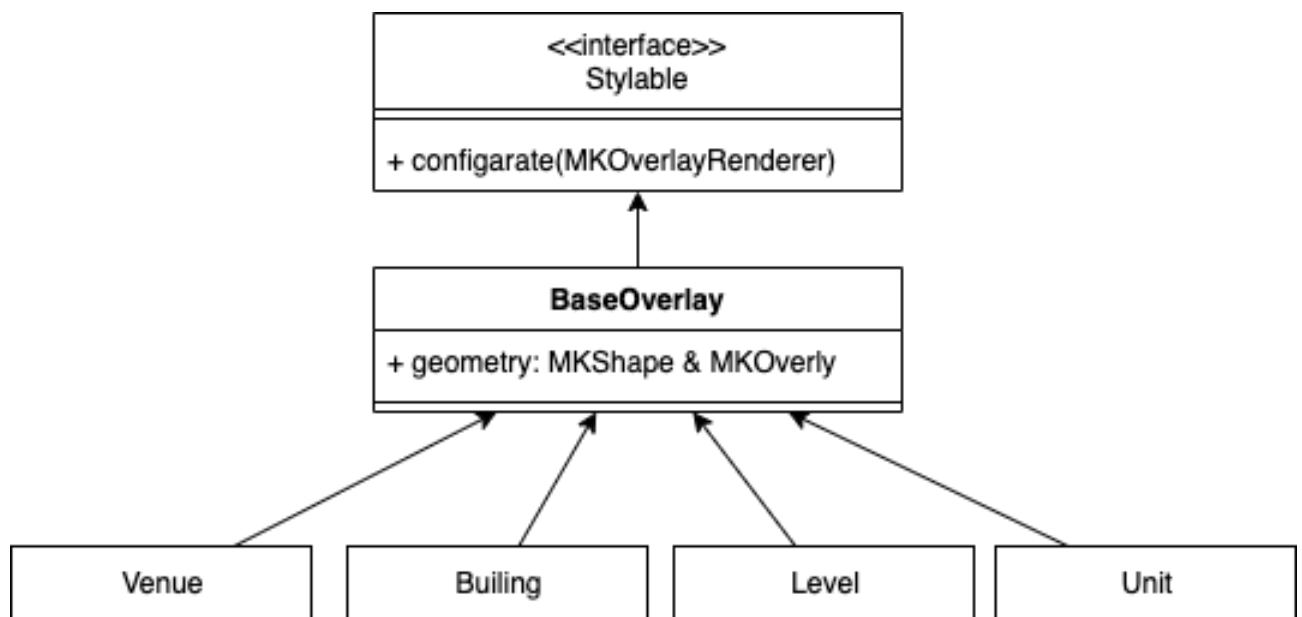 <<interface>>
Stylable
+ configarate(MKOverlayRenderer)
BaseOverlay
+ geometry: MKShape & MKOverly
Venue
Builing
Level
Unit